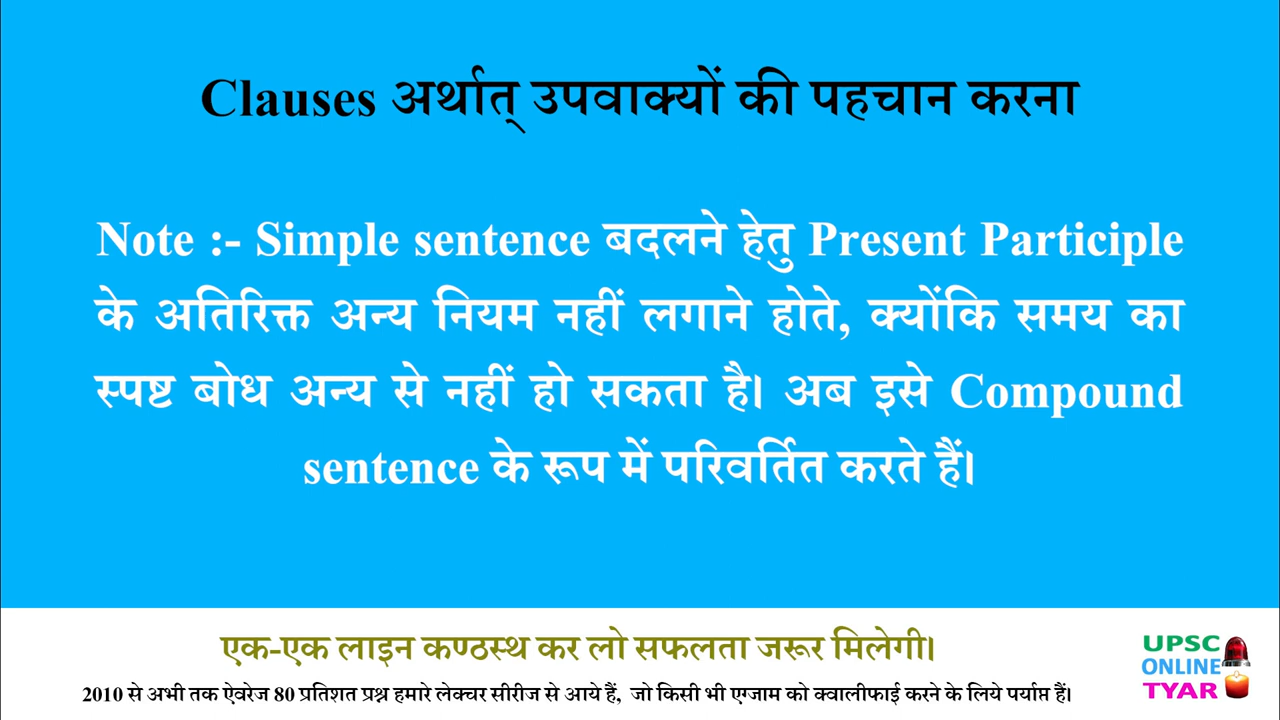 Clauses अर्थात् उपवाक्यों की पहचान करना
Note :- Simple sentence बदलने हेतु Present Participle
के अतिरिक्त अन्य नियम नहीं लगाने होते, क्योंकि समय का
स्पष्ट बोध अन्य से नहीं हो सकता है। अब इसे Compound
sentence के रूप में परिवर्तित करते हैं।
एक-एक लाइन कण्ठस्थ कर लो सफलता जरूर मिलेगी।
2010 से अभी तक ऐवरेज 80 प्रतिशत प्रश्न हमारे लेक्चर सीरीज से आये हैं, जो किसी भी एग्जाम को क्वालीफाई करने के लिये पर्याप्त हैं।
UPSC
ONLINE
TYAR